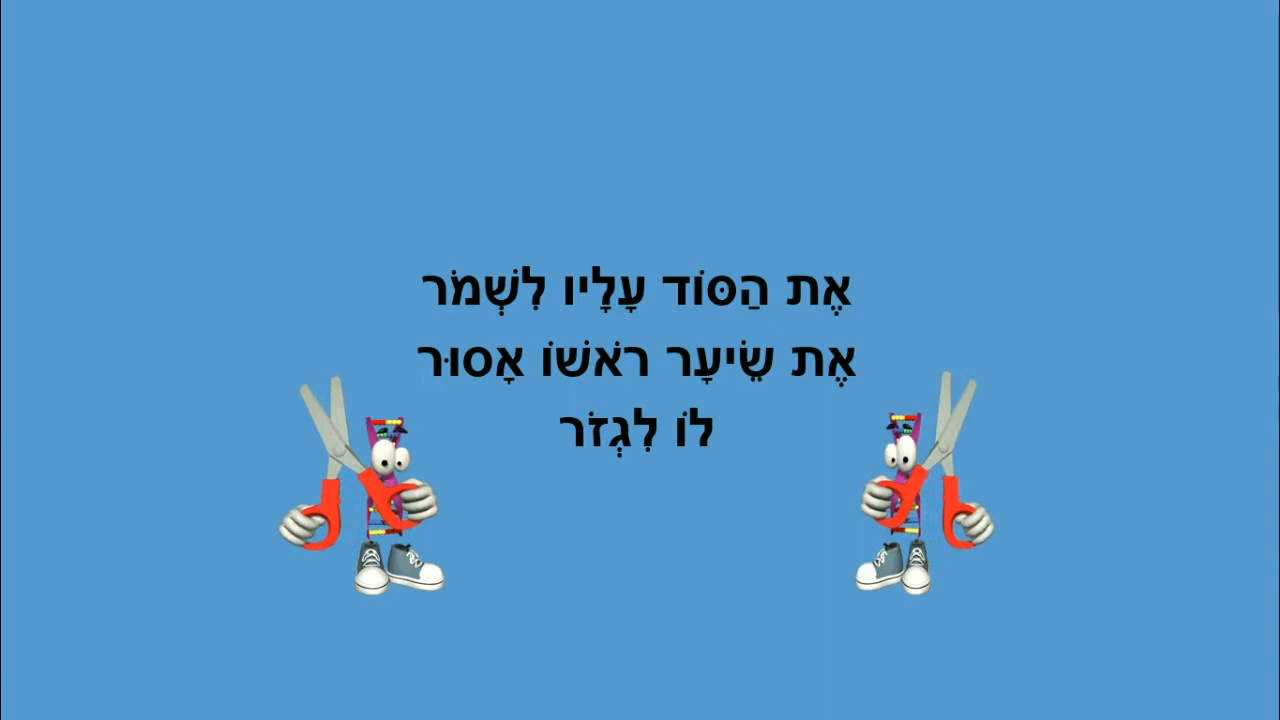 אֶת הַסּוֹד עָלָיו לִשְׁמֹר
אֶת שֵׂיעָר רֹאשׁוֹ אָסוּר
לוֹ לִגְזֹר